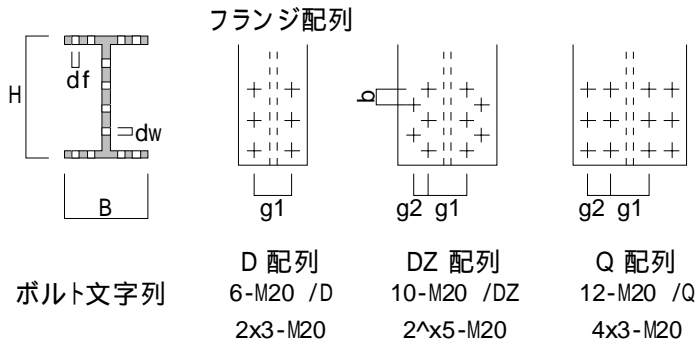 フランジ配列
H
df
dw
B
b
g1
g2 g1
g2 g1
ボルト文字列
D 配列
6-M20 /D
2x3-M20
DZ 配列
10-M20 /DZ
2^x5-M20
Q 配列
12-M20 /Q
4x3-M20